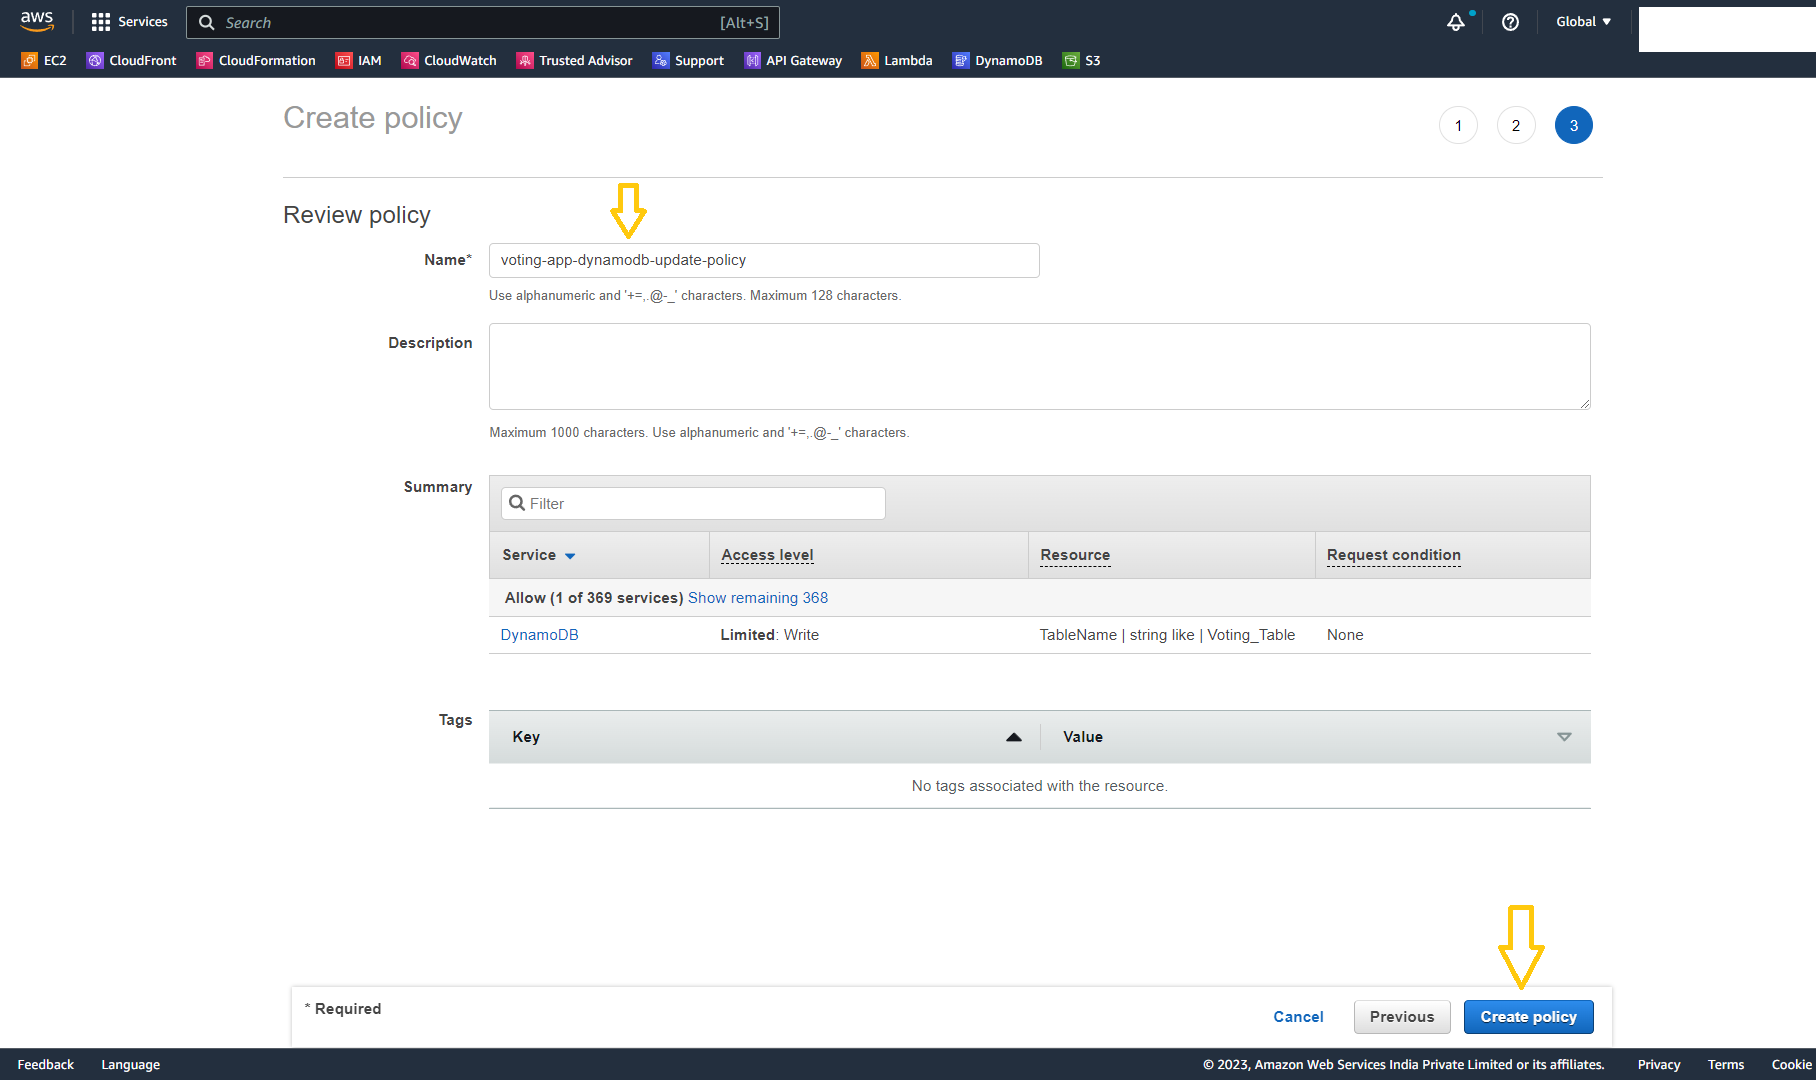 aws Services Search [Alt+S] Global
EC2 CloudFront CloudFormation IAM CloudWatch Trusted Advisor Support API Gateway Lambda DynamoDB S3
Create policy 1 2 3
Review policy
Name* voting-app-dynamodb-update-policy
Use alphanumeric and '+=,.@-_' characters. Maximum 128 characters.
Description
Maximum 1000 characters. Use alphanumeric and '+=,.@-_' characters.
Summary Filter
Service Access level Resource Request condition
Allow (1 of 369 services) Show remaining 368
DynamoDB Limited: Write TableName | string like | Voting_Table None
Tags Key Value
No tags associated with the resource.
* Required Cancel Previous Create policy
Feedback Language © 2023, Amazon Web Services India Private Limited or its affiliates. Privacy Terms Cookie